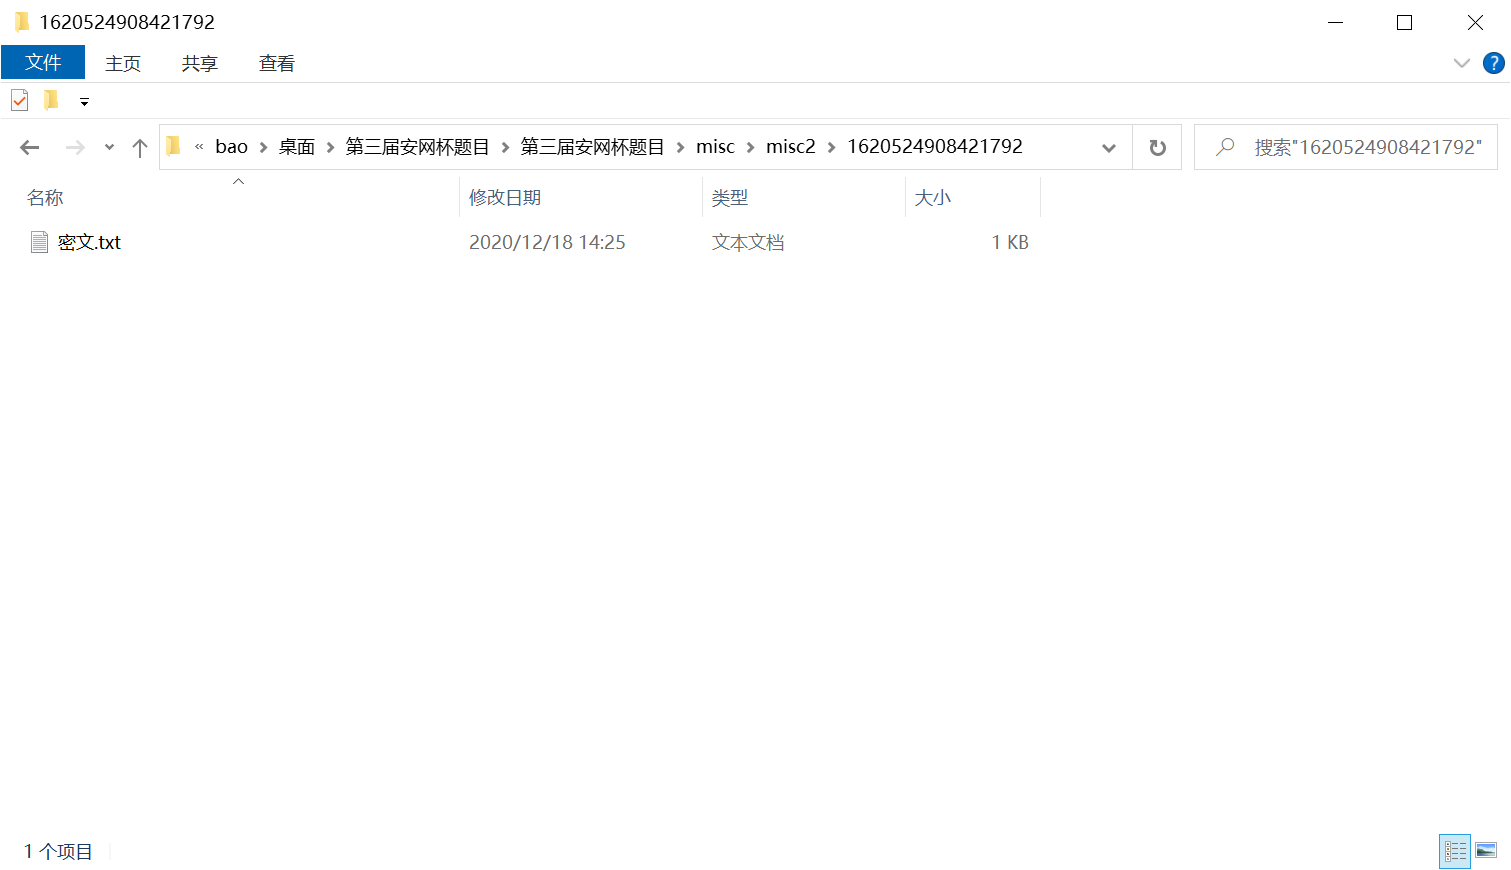 1620524908421792
文件 主页 共享 查看
« bao › 桌面 › 第三届安网杯题目 › 第三届安网杯题目 › misc › misc2 › 1620524908421792 搜索"1620524908421792"
名称 修改日期 类型 大小
密文.txt 2020/12/18 14:25 文本文档 1 KB
1 个项目